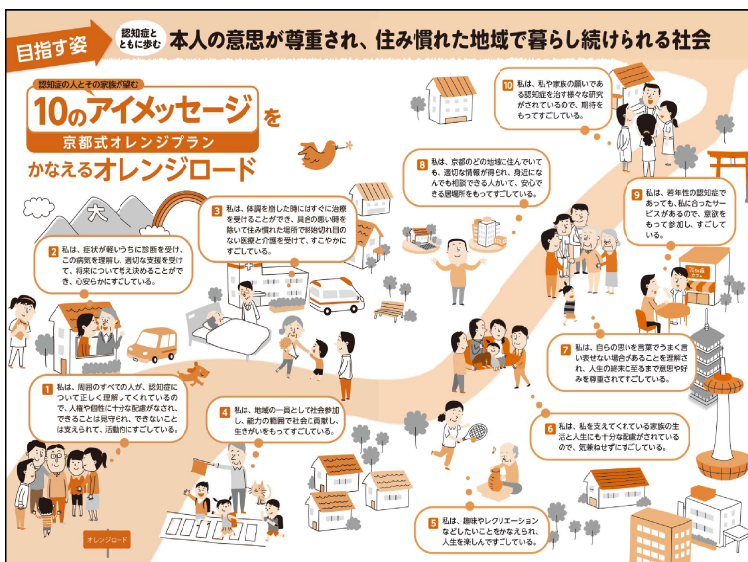 目指す姿
認知症と
ともに歩む
本人の意思が尊重され、住み慣れた地域で暮らし続けられる社会
認知症の人とその家族が望む
10のアイメッセージを
京都式オレンジプラン
かなえるオレンジロード
大
1
私は、周囲のすべての人が、認知症に
ついて正しく理解してくれているの
で、人権や個性に十分な配慮がなされ、
できることは見守られ、できないこと
は支えられて、活動的にすごしている。
2
私は、症状が軽いうちに診断を受け、
この病気を理解し、適切な支援を受け
て、将来について考え決めることがで
き、心安らかにすごしている。
3
私は、体調を崩した時にはすぐに治療
を受けることができ、具合の悪い時を
除いて住み慣れた場所で終始切れ目の
ない医療と介護を受けて、すこやかに
すごしている。
4
私は、地域の一員として社会参加
し、能力の範囲で社会に貢献し、
生きがいをもってすごしている。
5
私は、趣味やレクリエーション
などしたいことをかなえられ、
人生を楽しんですごしている。
6
私は、私を支えてくれている家族の生
活と人生にも十分な配慮がされている
ので、気兼ねせずにすごしている。
7
私は、自らの思いを言葉でうまく言
い表せない場合があることを理解さ
れ、人生の終末に至るまで意思や好
みを尊重されてすごしている。
8
私は、京都のどの地域に住んでいて
も、適切な情報が得られ、身近にな
んでも相談できる人がいて、安心で
きる居場所をもってすごしている。
9
私は、若年性の認知症で
あっても、私に合ったサ
ービスがあるので、意欲を
もって参加し、すごして
いる。
10
私は、私や家族の願いであ
る認知症を治す様々な研究
がされているので、期待を
もってすごしている。
オレンジロード